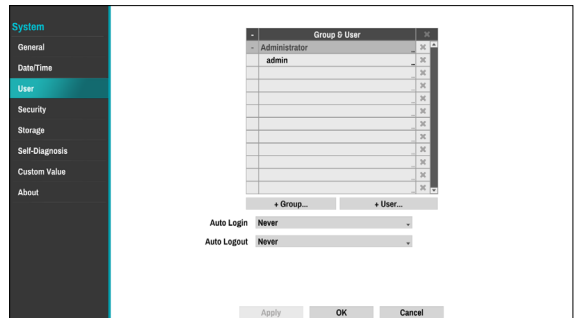 System
General
Date/Time
User
Security
Storage
Self-Diagnosis
Custom Value
About
- Group & User
- Administrator
admin
+ Group... + User...
Auto Login Never
Auto Logout Never
Apply OK Cancel